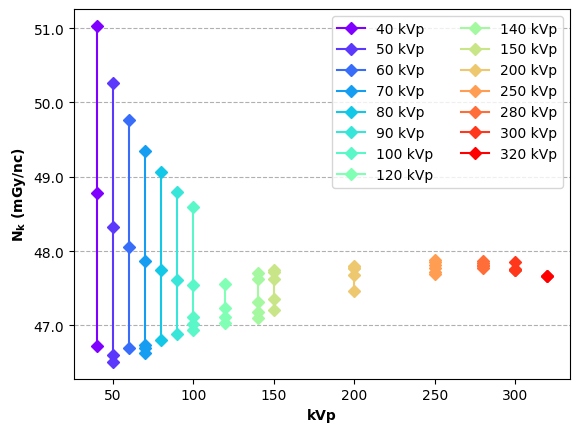 51.0
50.0
49.0
48.0
47.0
N_k (mGy/nc)
40 kVp
50 kVp
60 kVp
70 kVp
80 kVp
90 kVp
100 kVp
120 kVp
140 kVp
150 kVp
200 kVp
250 kVp
280 kVp
300 kVp
320 kVp
50
100
150
200
250
300
kVp